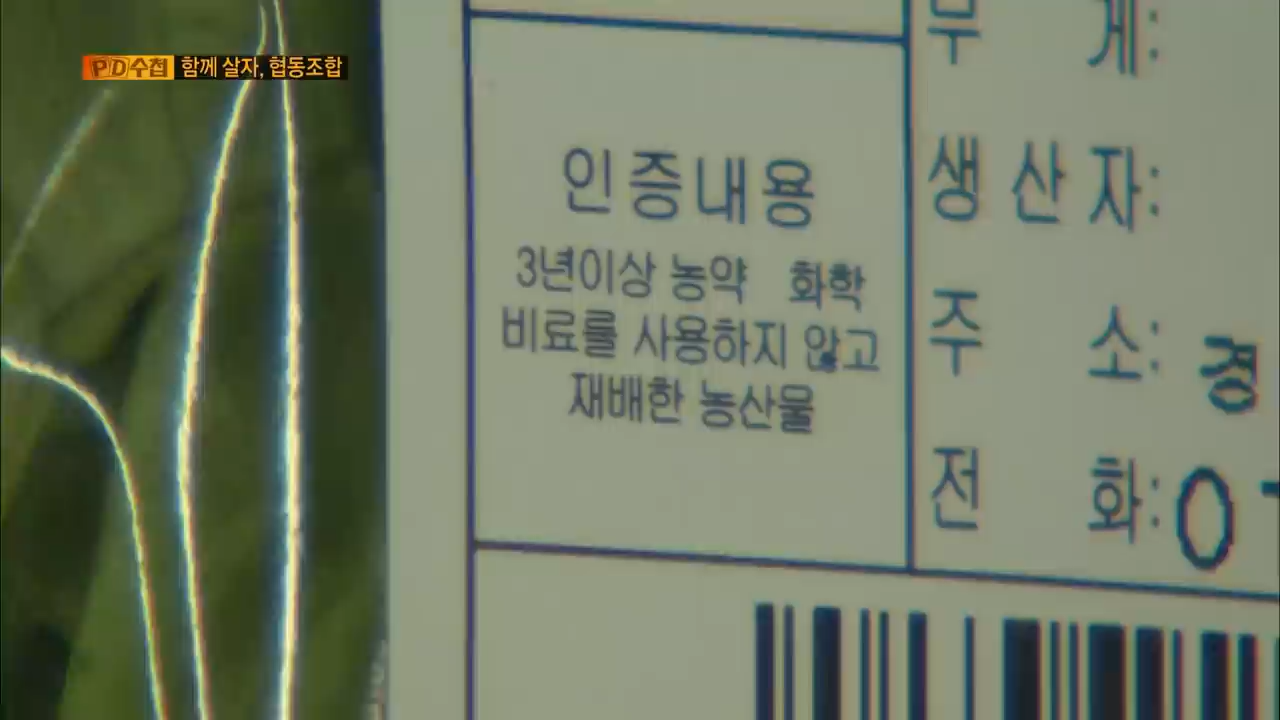 PD수첩 함께 살자, 협동조합
무 게:
인증내용
생 산 자:
3년이상 농약 화학
비료를 사용하지 않고
재배한 농산물
주 소: 경
전 화: 0